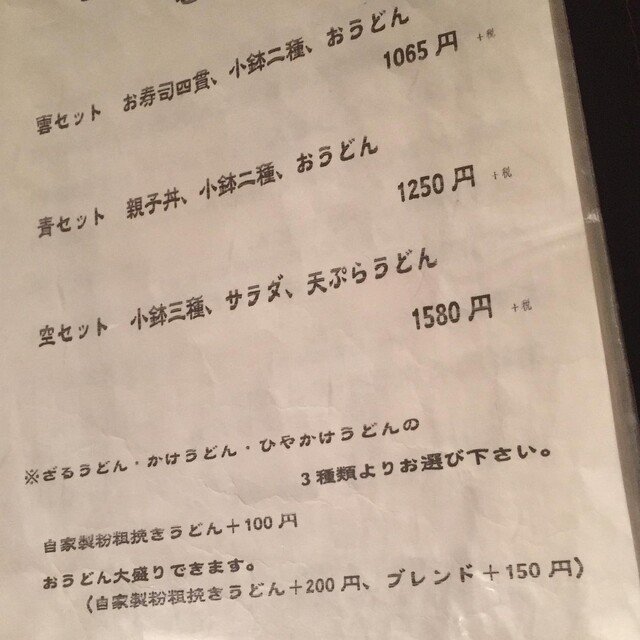 雲セット お寿司四貫、小鉢二種、おうどん
1065 円 +税
青セット 親子丼、小鉢二種、おうどん
1250 円 +税
空セット 小鉢三種、サラダ、天ぷらうどん
1580 円 +税
※ざるうどん・かけうどん・ひやかけうどんの
3 種類よりお選び下さい。
自家製粉粗挽きうどん+100 円
おうどん大盛りできます。
(自家製粉粗挽きうどん+200 円、ブレンド+150 円)